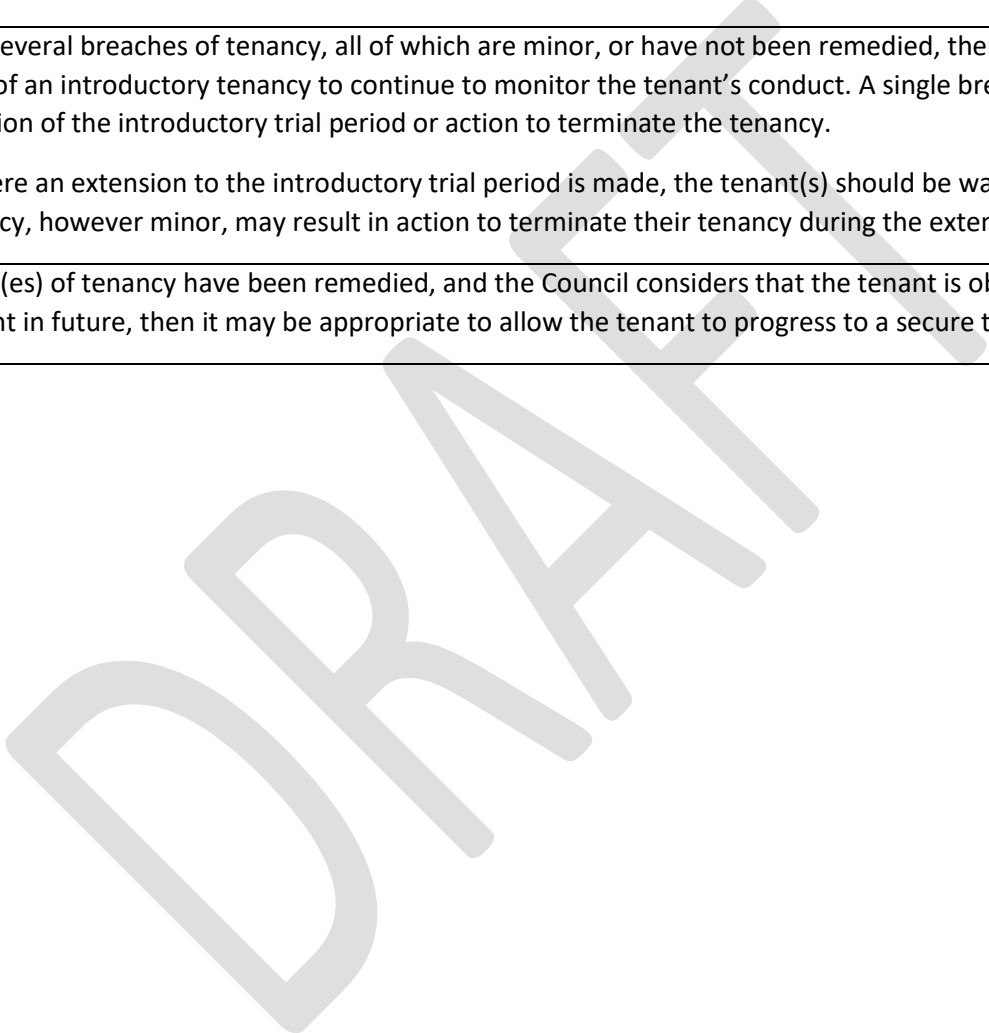 everal breaches of tenancy, all of which are minor, or have not been remedied, the
of an introductory tenancy to continue to monitor the tenant’s conduct. A single bre
ion of the introductory trial period or action to terminate the tenancy.
ere an extension to the introductory trial period is made, the tenant(s) should be wa
cy, however minor, may result in action to terminate their tenancy during the exten
(es) of tenancy have been remedied, and the Council considers that the tenant is ob
nt in future, then it may be appropriate to allow the tenant to progress to a secure t
DRAFT